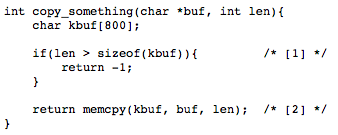 int copy_something(char *buf, int len){
    char kbuf[800];

    if(len > sizeof(kbuf)){         /* [1] */
        return -1;
    }

    return memcpy(kbuf, buf, len);  /* [2] */
}